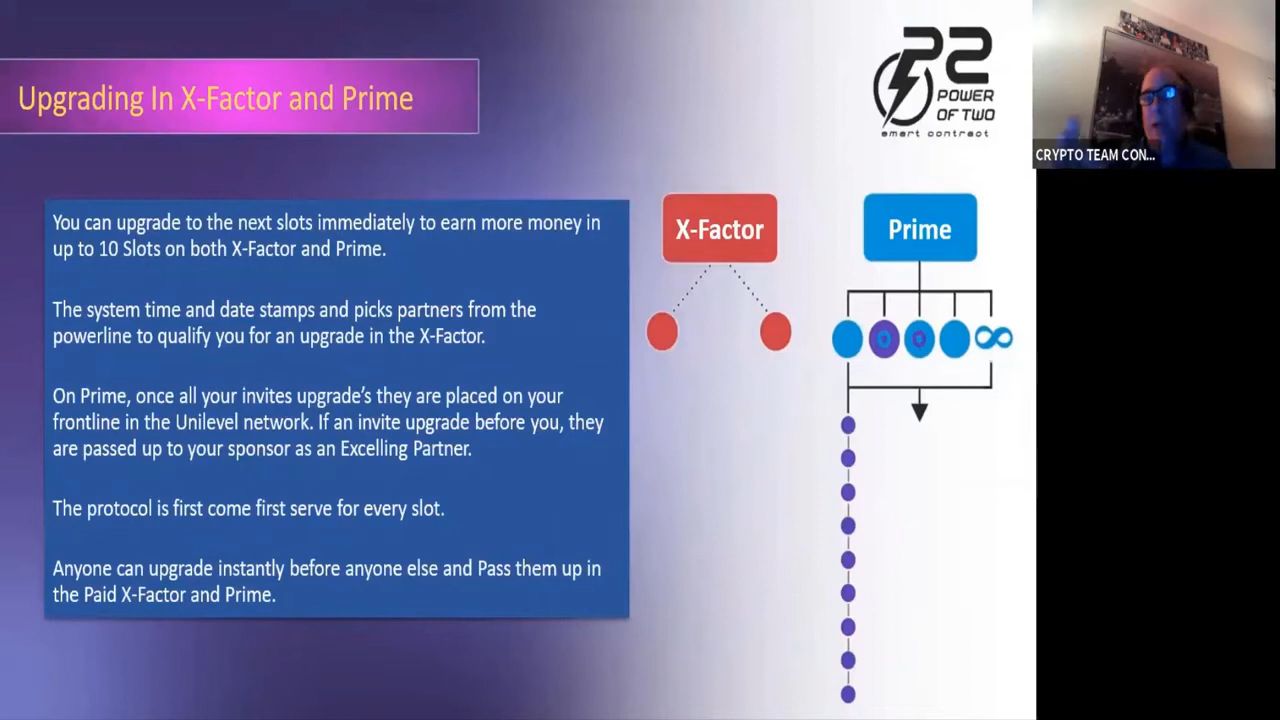 Upgrading In X-Factor and Prime
P2
POWER
OF TWO
smart contract
CRYPTO TEAM CON...
You can upgrade to the next slots immediately to earn more money in
up to 10 Slots on both X-Factor and Prime.
The system time and date stamps and picks partners from the
powerline to qualify you for an upgrade in the X-Factor.
On Prime, once all your invites upgrade's they are placed on your
frontline in the Unilevel network. If an invite upgrade before you, they
are passed up to your sponsor as an Excelling Partner.
The protocol is first come first serve for every slot.
Anyone can upgrade instantly before anyone else and Pass them up in
the Paid X-Factor and Prime.
X-Factor
Prime